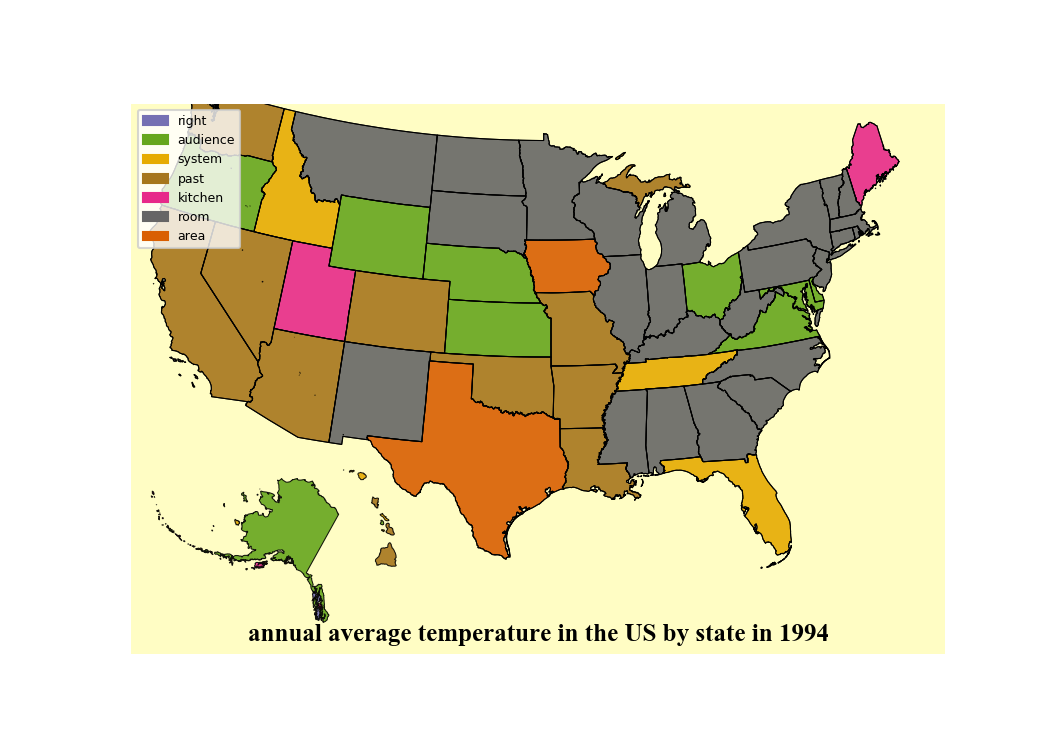 right
audience
system
past
kitchen
room
area
annual average temperature in the US by state in 1994